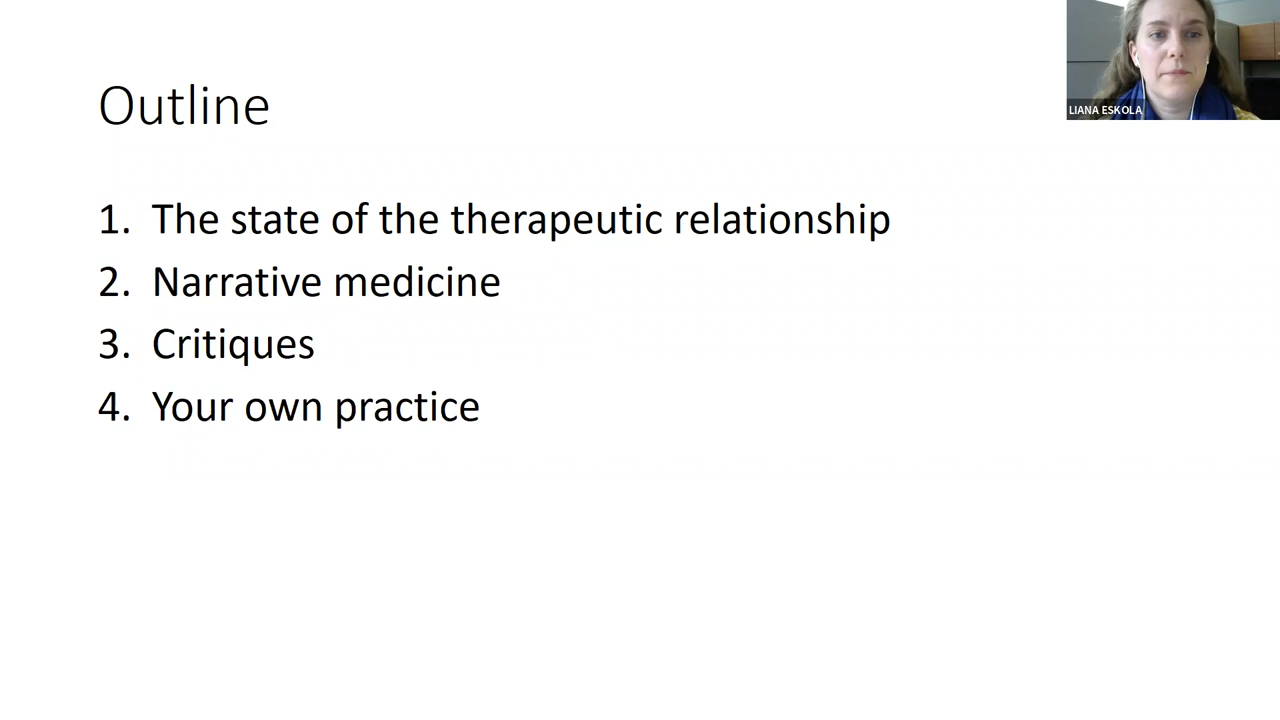 Outline
LIANA ESKOLA
1. The state of the therapeutic relationship
2. Narrative medicine
3. Critiques
4. Your own practice